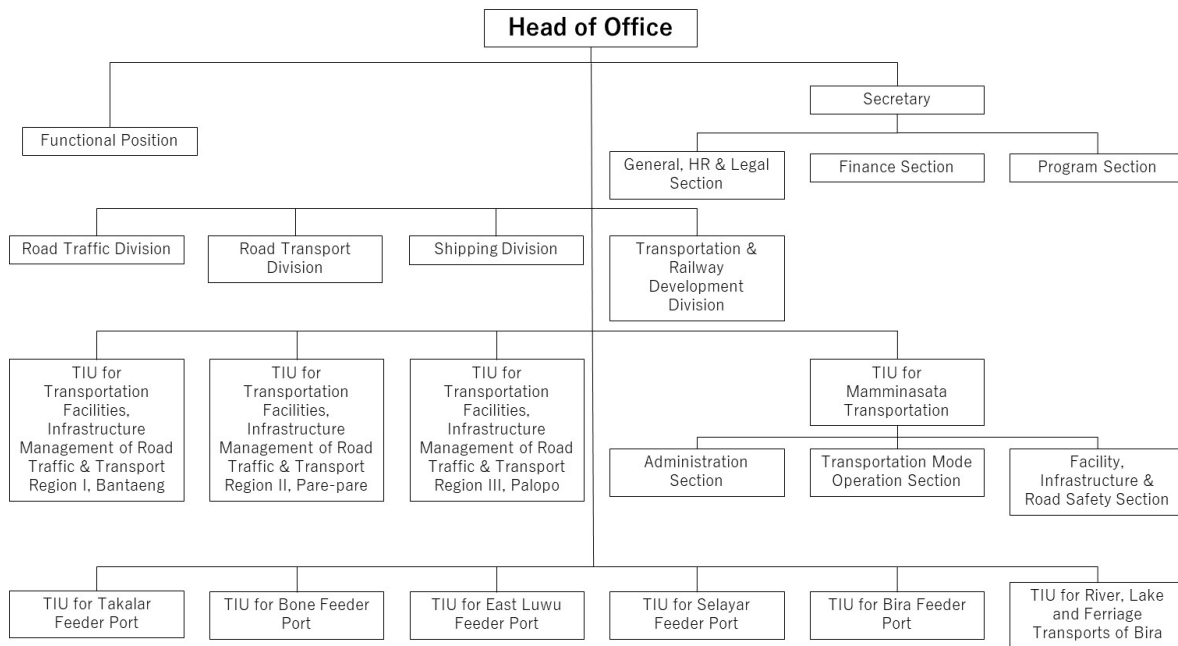 Head of Office
Secretary
Functional Position
General, HR & Legal
Section
Finance Section
Program Section
Road Traffic Division
Road Transport
Division
Shipping Division
Transportation &
Railway
Development
Division
TIU for
Transportation
Facilities,
Infrastructure
Management of Road
Traffic & Transport
Region I, Bantaeng
TIU for
Transportation
Facilities,
Infrastructure
Management of Road
Traffic & Transport
Region II, Pare-pare
TIU for
Transportation
Facilities,
Infrastructure
Management of Road
Traffic & Transport
Region III, Palopo
TIU for
Mamminasata
Transportation
Administration
Section
Transportation Mode
Operation Section
Facility,
Infrastructure &
Road Safety Section
TIU for Takalar
Feeder Port
TIU for Bone Feeder
Port
TIU for East Luwu
Feeder Port
TIU for Selayar
Feeder Port
TIU for Bira Feeder
Port
TIU for River, Lake
and Ferriage
Transports of Bira